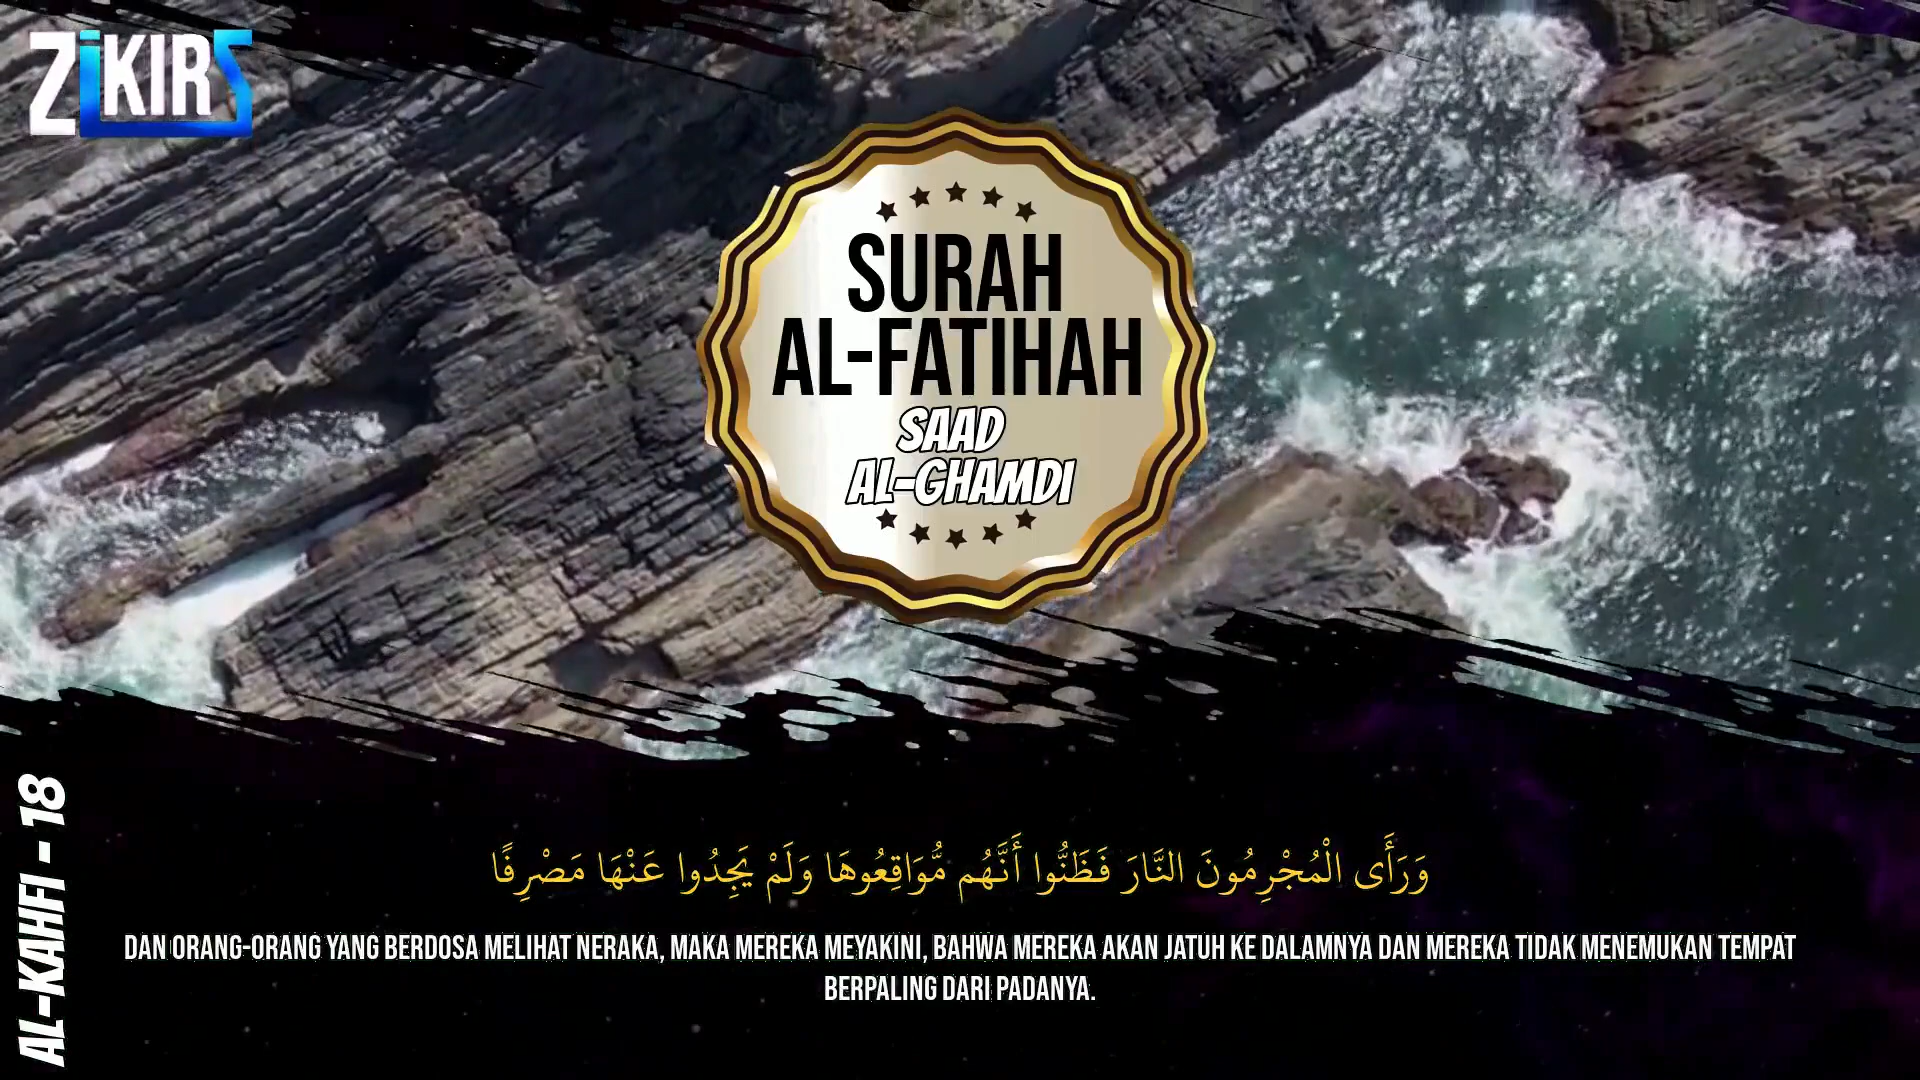 ZiKIRS
SURAH
AL-FATIHAH
SAAD
AL-GHAMDI
AL-KAHFI - 18
وَرَأَى الْمُجْرِمُونَ النَّارَ فَظَنُّوا أَنَّهُم مُّوَاقِعُوهَا وَلَمْ يَجِدُوا عَنْهَا مَصْرِفًا
DAN ORANG-ORANG YANG BERDOSA MELIHAT NERAKA, MAKA MEREKA MEYAKINI, BAHWA MEREKA AKAN JATUH KE DALAMNYA DAN MEREKA TIDAK MENEMUKAN TEMPAT
BERPALING DARI PADANYA.